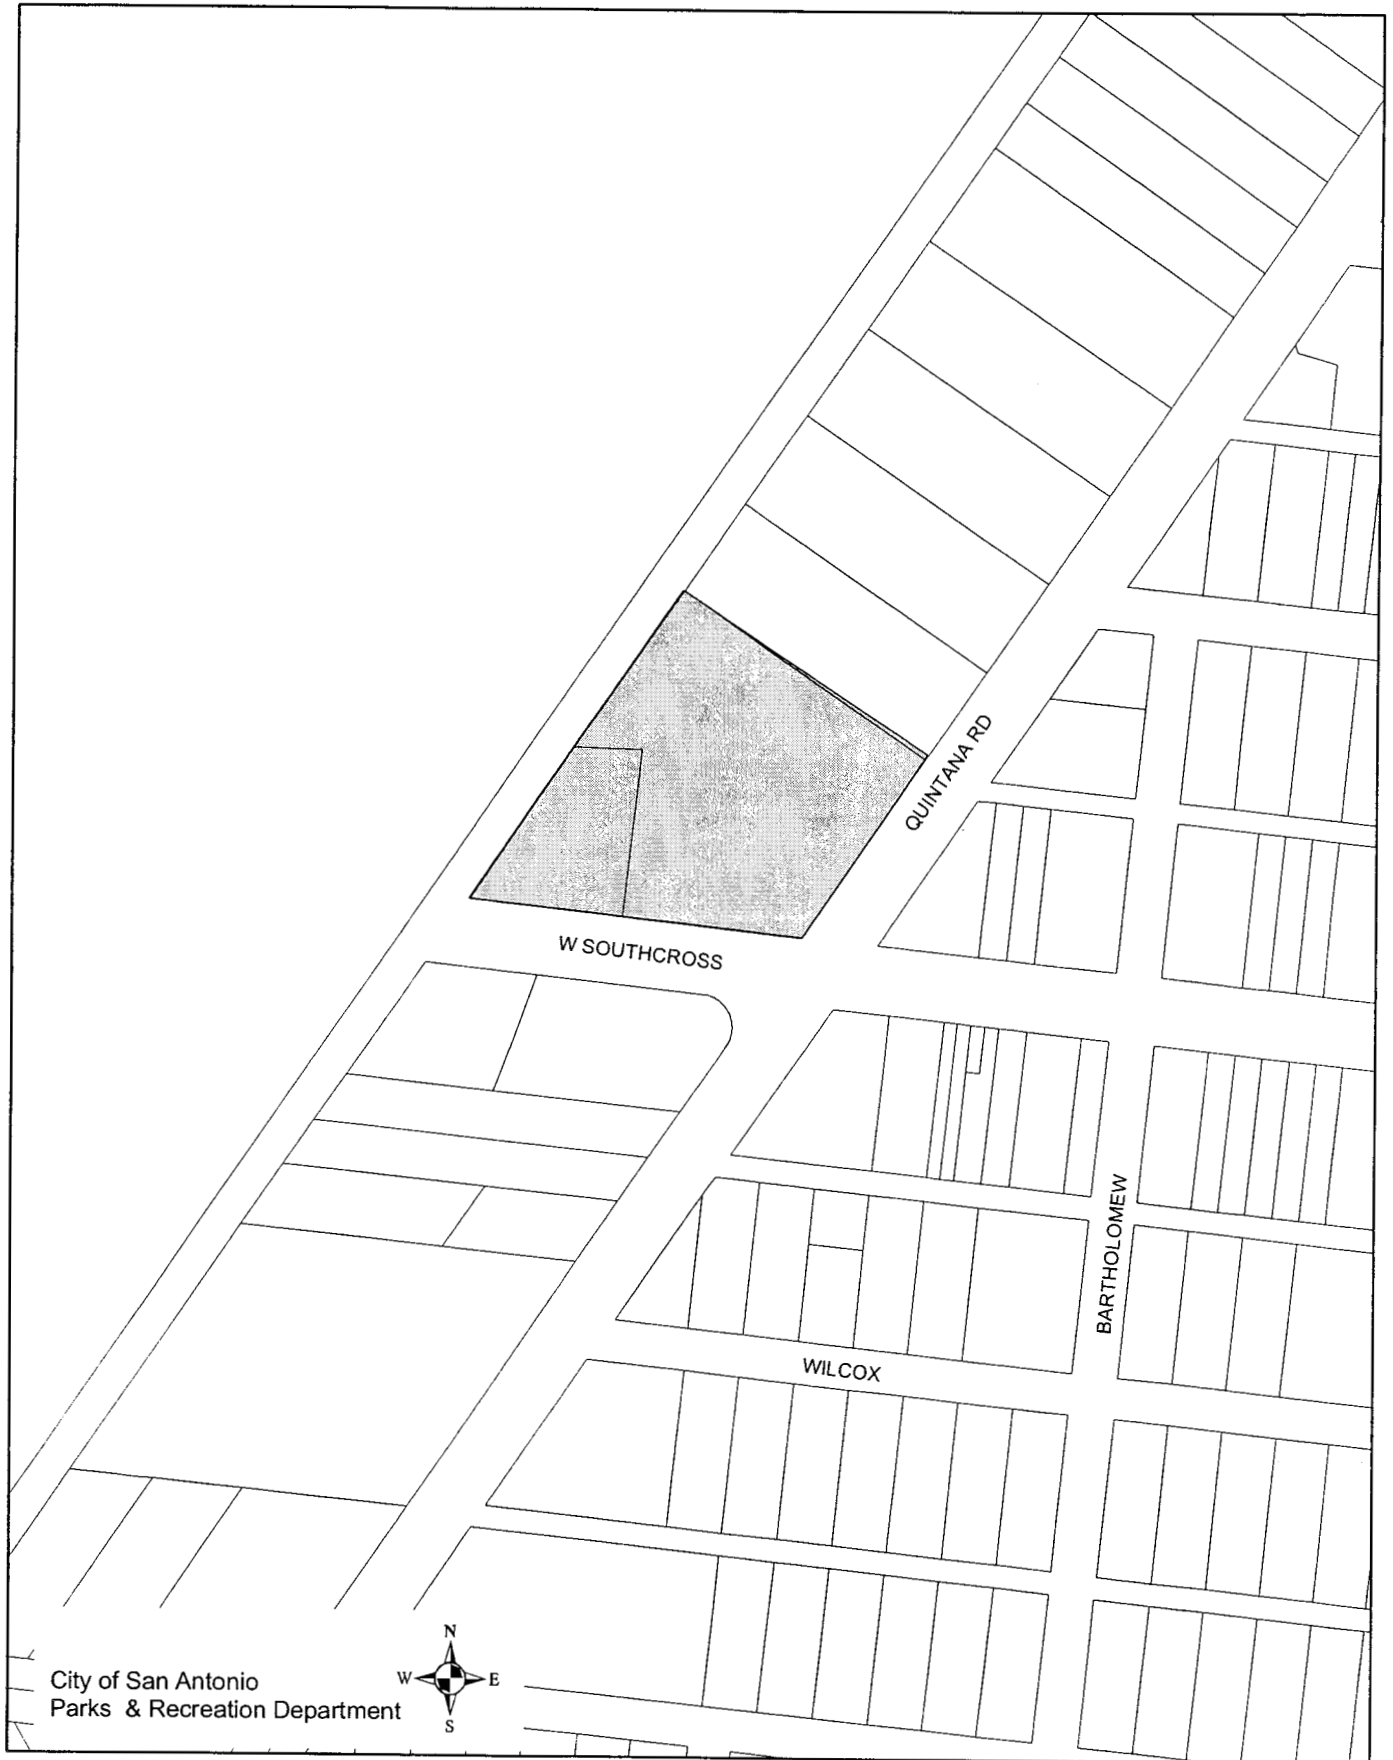 QUINTANA RD
W SOUTHCROSS
BARTHOLOMEW
WILCOX
N
W E
S
City of San Antonio
Parks & Recreation Department